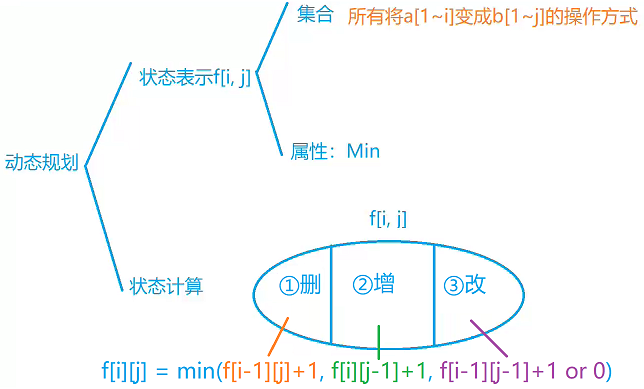 集合 所有将a[1~i]变成b[1~j]的操作方式
状态表示f[i, j]
属性：Min
动态规划
f[i, j]
状态计算
①删 ②增 ③改
f[i][j] = min(f[i-1][j]+1, f[i][j-1]+1, f[i-1][j-1]+1 or 0)